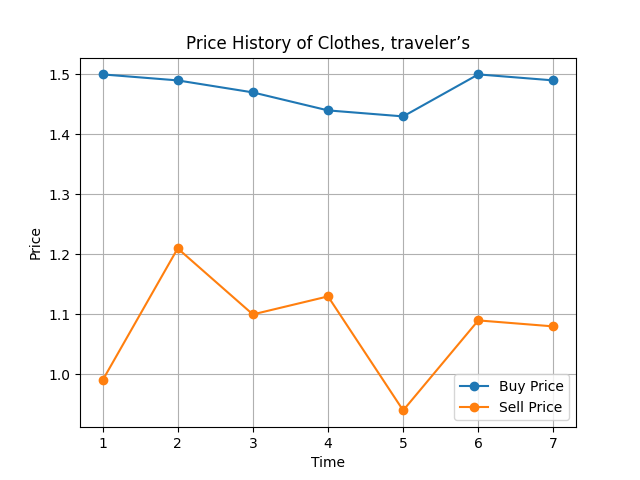 Price History of Clothes, traveler’s
Price
1.5
1.4
1.3
1.2
1.1
1.0
Buy Price
Sell Price
1 2 3 4 5 6 7
Time